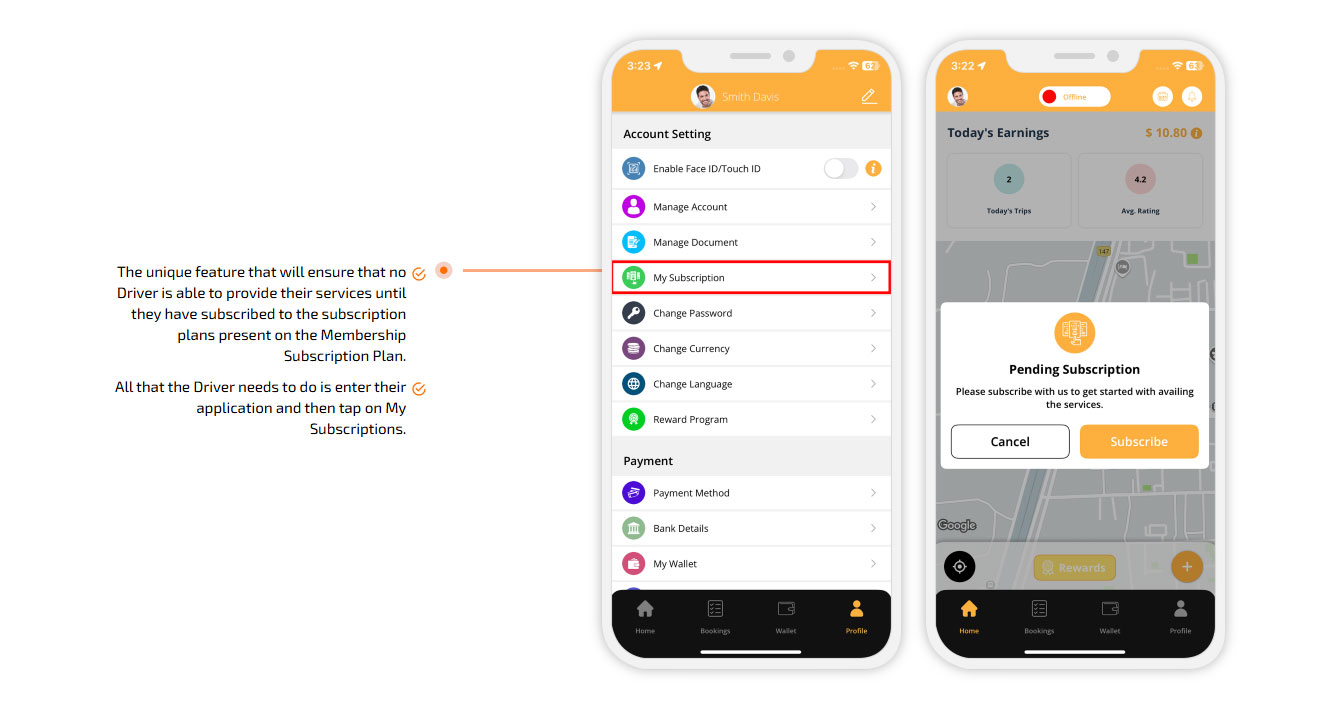 The unique feature that will ensure that no
Driver is able to provide their services until
they have subscribed to the subscription
plans present on the Membership
Subscription Plan.
All that the Driver needs to do is enter their
application and then tap on My
Subscriptions.
3:23
62
Smith Davis
Account Setting
Enable Face ID/Touch ID
i
Manage Account
Manage Document
My Subscription
Change Password
Change Currency
Change Language
Reward Program
Payment
Payment Method
Bank Details
My Wallet
Home
Bookings
Wallet
Profile
3:22
63
Offline
Today's Earnings
$ 10.80 i
2
4.2
Today's Trips
Avg. Rating
147
Pending Subscription
Please subscribe with us to get started with availing
the services.
Cancel
Subscribe
Google
Rewards
+
Home
Bookings
Wallet
Profile